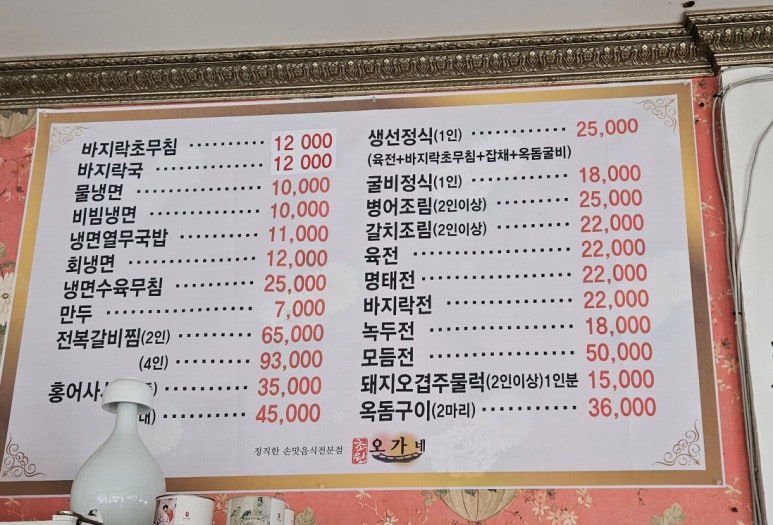 바지락초무침 ·········· 12 000
바지락국 ·············· 12 000
물냉면 ··············· 10,000
비빔냉면 ············· 10,000
냉면열무국밥 ········· 11,000
회냉면 ··············· 12,000
냉면수육무침 ········· 25,000
만두 ················· 7,000
전복갈비찜(2인) ········ 65,000
(4인) ········ 93,000
홍어사 ) ········ 35,000
) ········ 45,000
생선정식(1인) ·········· 25,000
(육전+바지락초무침+잡채+옥돔굴비)
굴비정식(1인) ·········· 18,000
병어조림(2인이상) ······· 25,000
갈치조림(2인이상) ······· 22,000
육전 ················ 22,000
명태전 ··············· 22,000
바지락전 ············· 22,000
녹두전 ··············· 18,000
모듬전 ··············· 50,000
돼지오겹주물럭(2인이상)1인분 15,000
옥돔구이(2마리) ········· 36,000
정직한 손맛음식전문점 초원 오가네